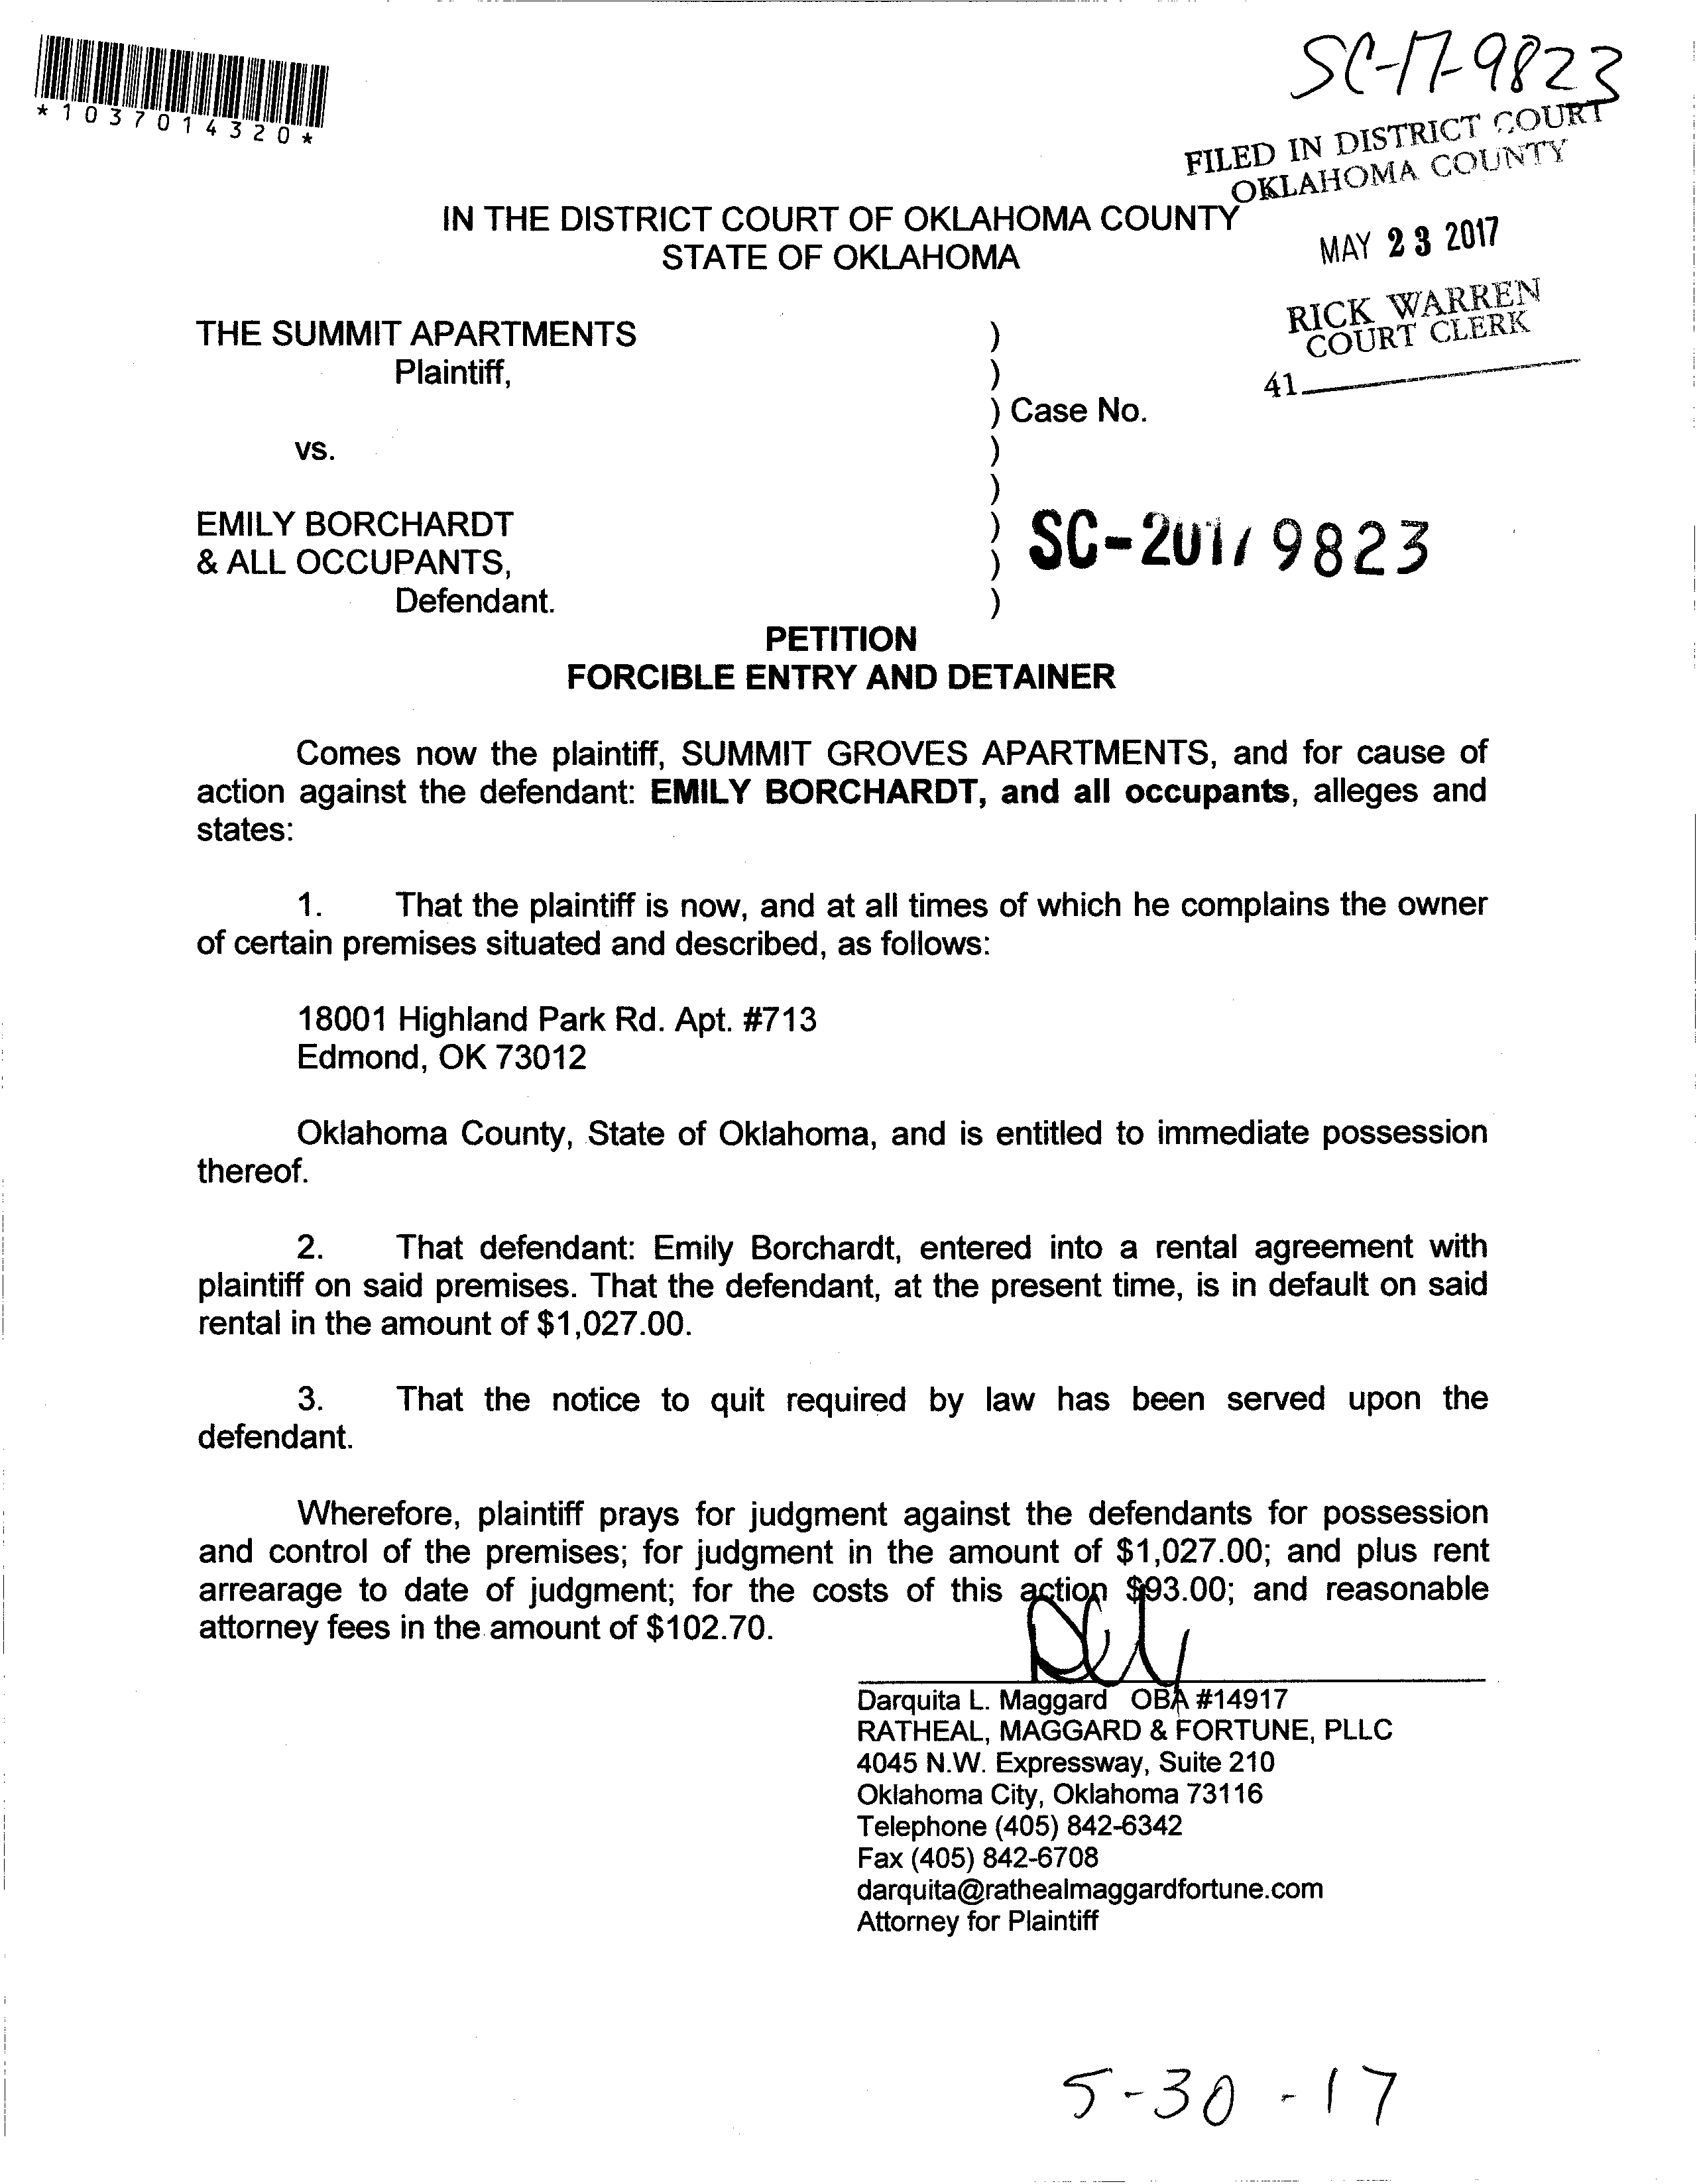 SC-17-9823
*1037014320*
FILED IN DISTRICT COURT
OKLAHOMA COUNTY
IN THE DISTRICT COURT OF OKLAHOMA COUNTY
STATE OF OKLAHOMA
MAY 23 2017
RICK WARREN
COURT CLERK
41
THE SUMMIT APARTMENTS )
Plaintiff, )
) Case No.
vs. )
)
EMILY BORCHARDT )
& ALL OCCUPANTS, ) SC-2017 9823
Defendant. )
PETITION
FORCIBLE ENTRY AND DETAINER
Comes now the plaintiff, SUMMIT GROVES APARTMENTS, and for cause of
action against the defendant: EMILY BORCHARDT, and all occupants, alleges and
states:
1. That the plaintiff is now, and at all times of which he complains the owner
of certain premises situated and described, as follows:
18001 Highland Park Rd. Apt. #713
Edmond, OK 73012
Oklahoma County, State of Oklahoma, and is entitled to immediate possession
thereof.
2. That defendant: Emily Borchardt, entered into a rental agreement with
plaintiff on said premises. That the defendant, at the present time, is in default on said
rental in the amount of $1,027.00.
3. That the notice to quit required by law has been served upon the
defendant.
Wherefore, plaintiff prays for judgment against the defendants for possession
and control of the premises; for judgment in the amount of $1,027.00; and plus rent
arrearage to date of judgment; for the costs of this action $93.00; and reasonable
attorney fees in the amount of $102.70.
Darquita L. Maggard OBA #14917
RATHEAL, MAGGARD & FORTUNE, PLLC
4045 N.W. Expressway, Suite 210
Oklahoma City, Oklahoma 73116
Telephone (405) 842-6342
Fax (405) 842-6708
darquita@rathealmaggardfortune.com
Attorney for Plaintiff
5-30-17